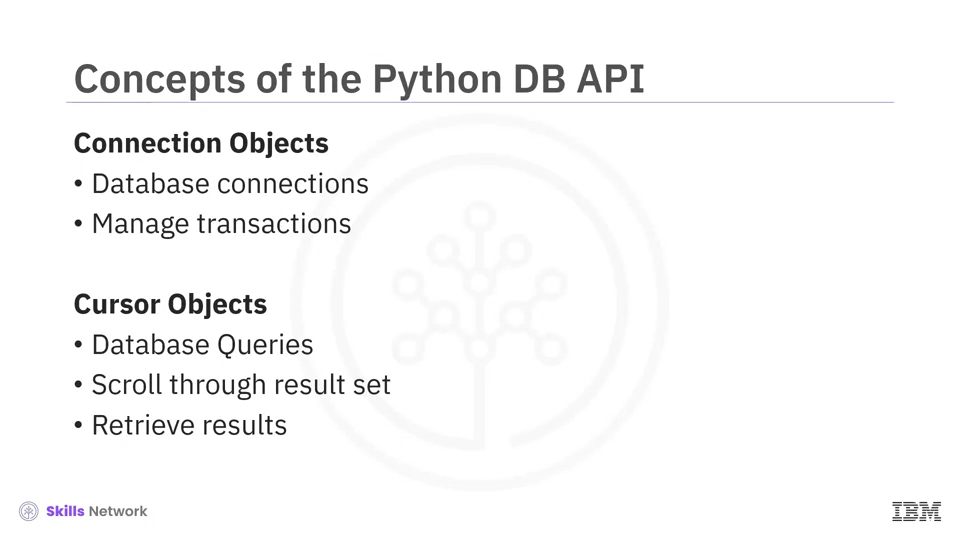 Concepts of the Python DB API
Connection Objects
• Database connections
• Manage transactions
Cursor Objects
• Database Queries
• Scroll through result set
• Retrieve results
Skills Network
IBM